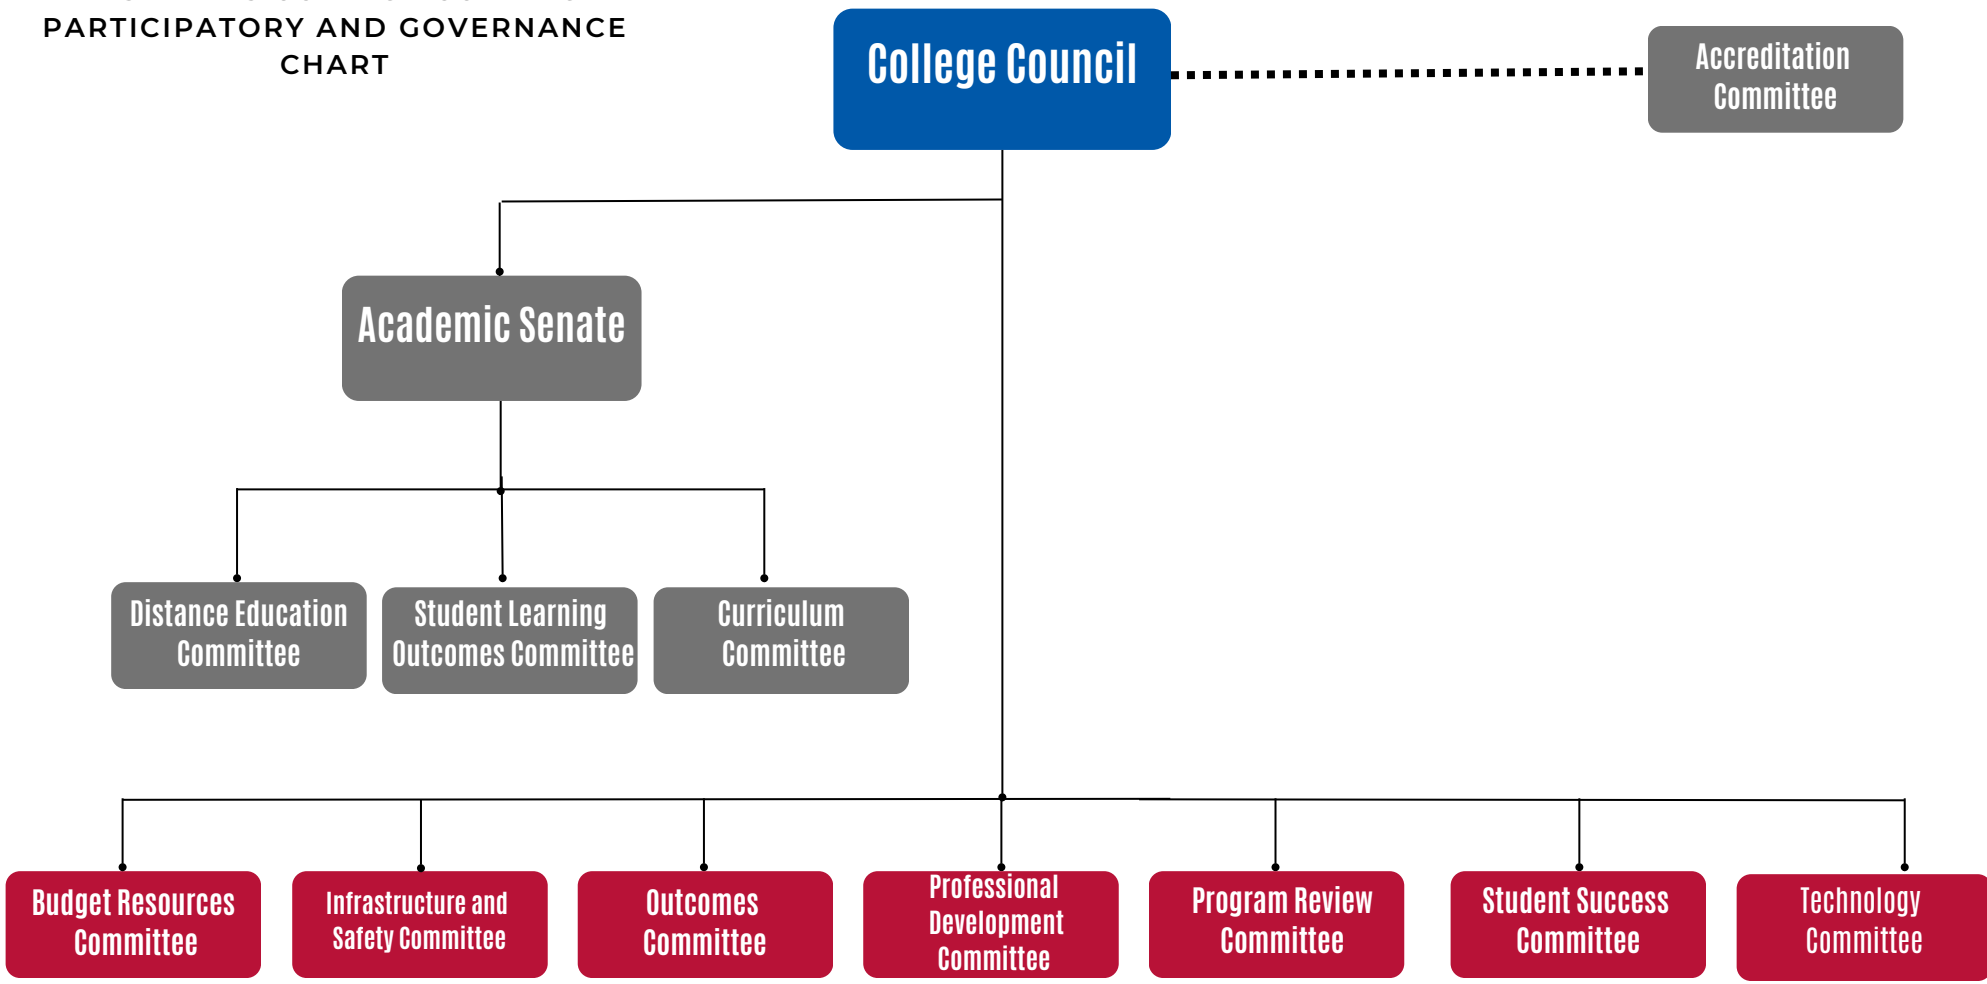 PARTICIPATORY AND GOVERNANCE
CHART
College Council
Accreditation
Committee
Academic Senate
Distance Education
Committee
Student Learning
Outcomes Committee
Curriculum
Committee
Budget Resources
Committee
Infrastructure and
Safety Committee
Outcomes
Committee
Professional
Development
Committee
Program Review
Committee
Student Success
Committee
Technology
Committee